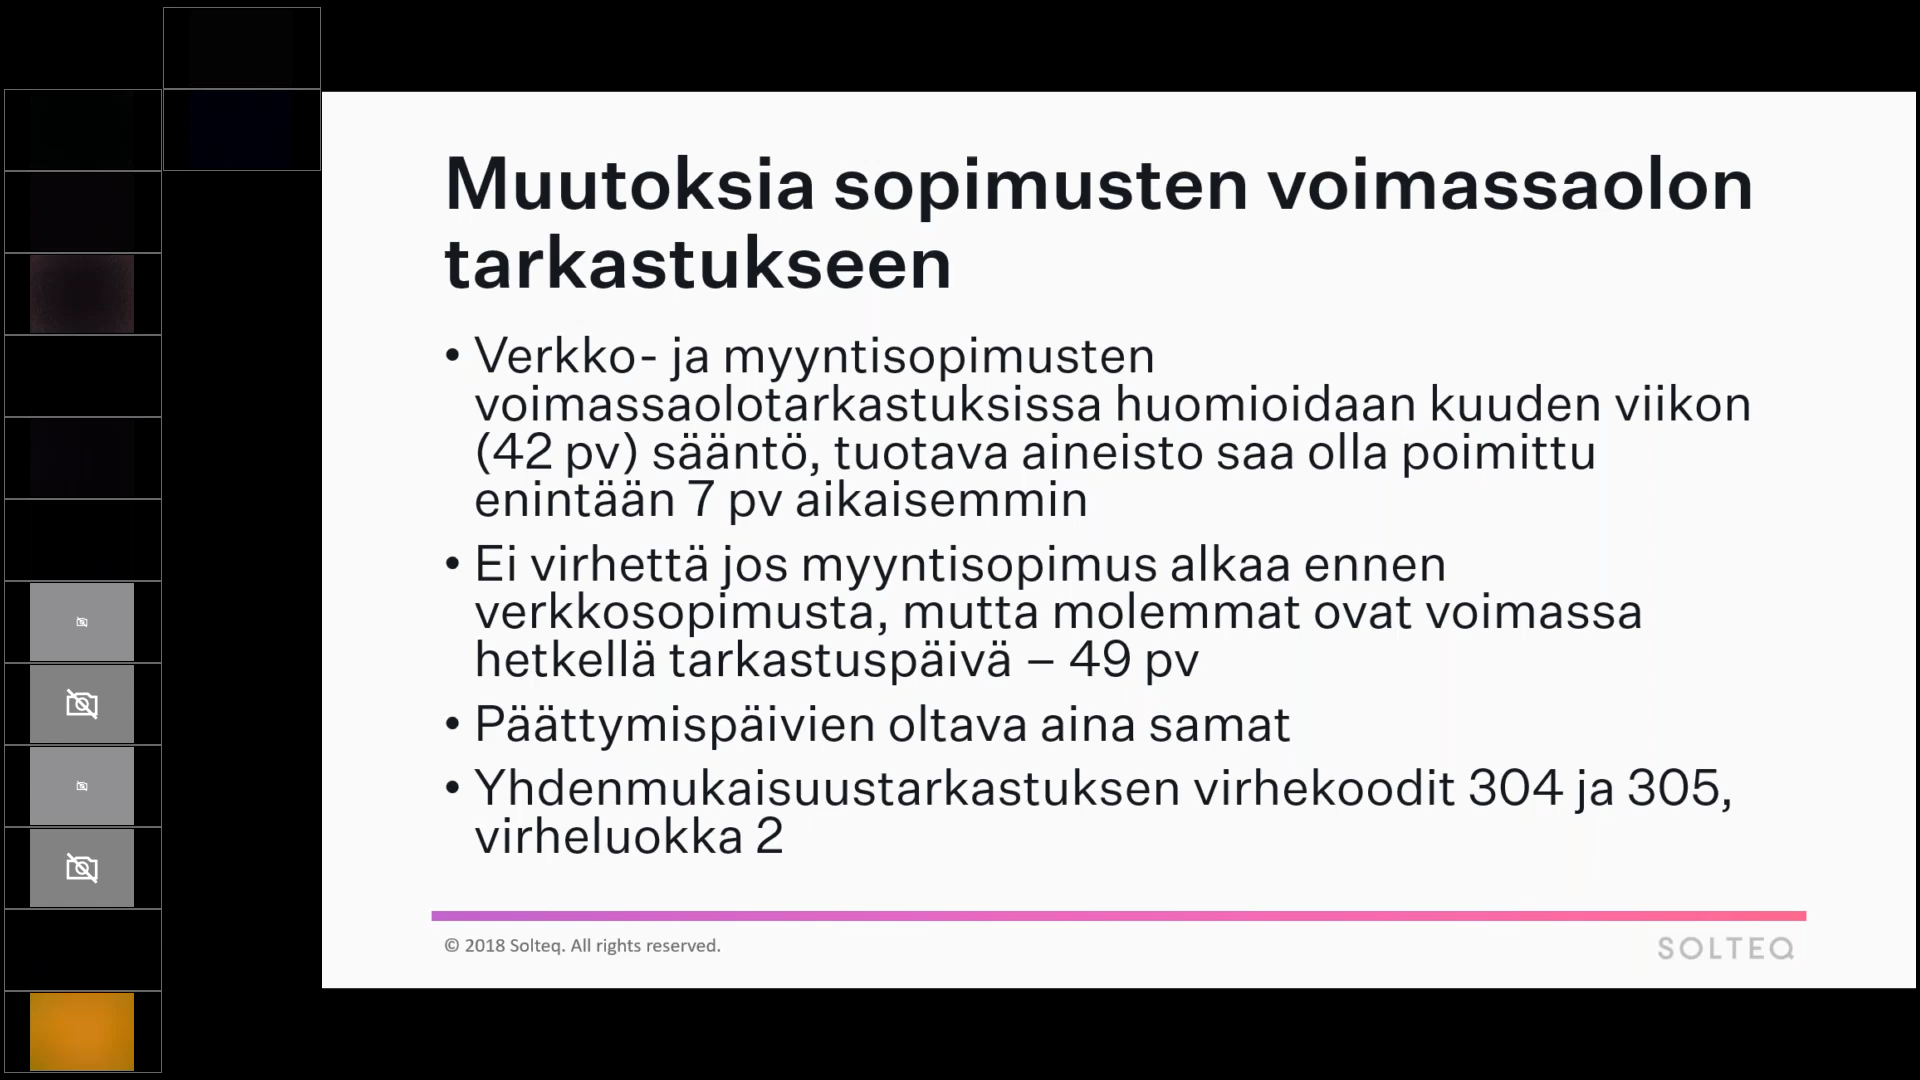 Muutoksia sopimusten voimassaolon
tarkastukseen
• Verkko- ja myyntisopimusten
voimassaolotarkastuksissa huomioidaan kuuden viikon
(42 pv) sääntö, tuotava aineisto saa olla poimittu
enintään 7 pv aikaisemmin
• Ei virhettä jos myyntisopimus alkaa ennen
verkkosopimusta, mutta molemmat ovat voimassa
hetkellä tarkastuspäivä – 49 pv
• Päättymispäivien oltava aina samat
• Yhdenmukaisuustarkastuksen virhekoodit 304 ja 305,
virheluokka 2
© 2018 Solteq. All rights reserved.
SOLTEQ